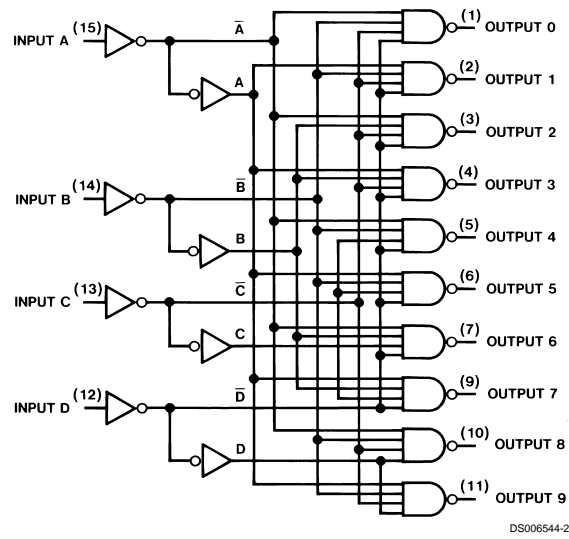 (1)
OUTPUT 0
INPUT A
(15)
A̅
(2)
OUTPUT 1
A
(3)
OUTPUT 2
(4)
OUTPUT 3
INPUT B
(14)
B̅
(5)
OUTPUT 4
B
(6)
OUTPUT 5
INPUT C
(13)
C̅
(7)
OUTPUT 6
C
(9)
OUTPUT 7
INPUT D
(12)
D̅
(10)
OUTPUT 8
D
(11)
OUTPUT 9
DS006544-2